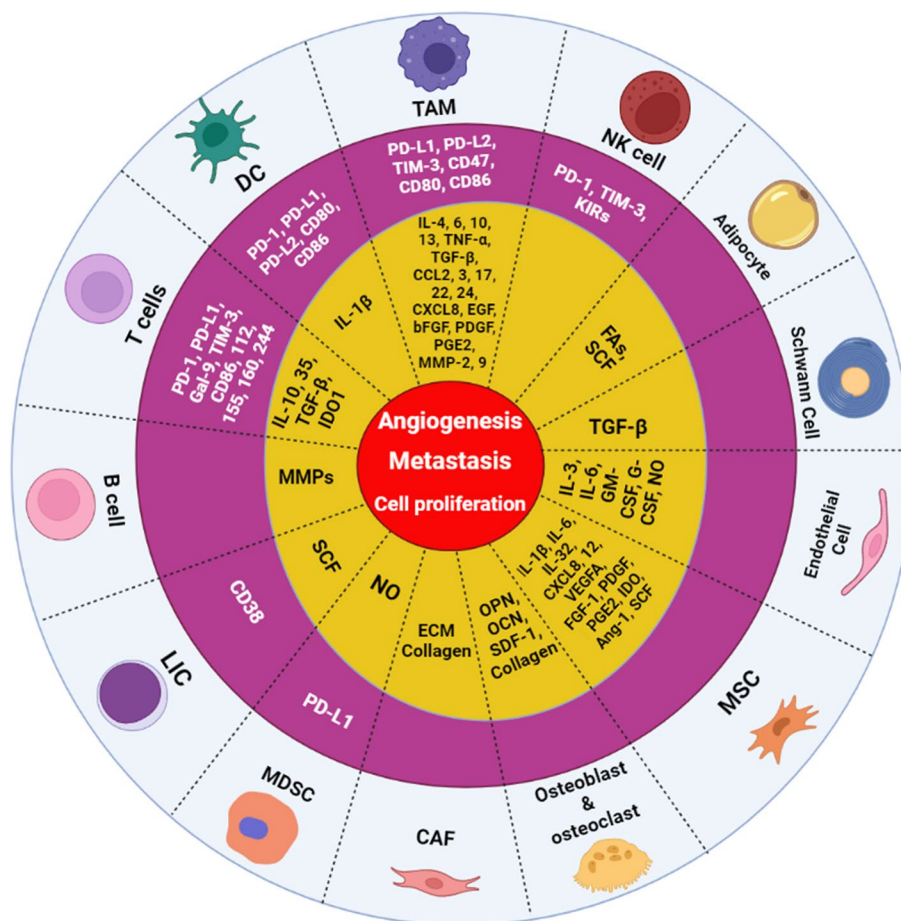 TAM
PD-L1, PD-L2,
TIM-3, CD47,
CD80, CD86
IL-4, 6, 10,
13, TNF-α,
TGF-β,
CCL2, 3, 17,
22, 24,
CXCL8, EGF,
bFGF, PDGF,
PGE2,
MMP-2, 9
NK cell
PD-1, TIM-3,
KIRs
Adipocyte
FAs,
SCF
Schwann Cell
TGF-β
Endothelial
Cell
IL-3,
IL-6,
GM-
CSF, G-
CSF, NO
MSC
IL-1β, IL-6,
IL-32
CXCL8, 12,
VEGFA,
FGF-1, PDGF,
PGE2, IDO,
Ang-1, SCF
Osteoblast
&
osteoclast
OPN,
OCN,
SDF-1,
Collagen
CAF
ECM
Collagen
MDSC
PD-L1
NO
LIC
CD38
SCF
B cell
MMPs
T cells
PD-1, PD-L1,
Gal-9, TIM-3,
CD86, 112,
155, 160, 244
IL-10, 35,
TGF-β,
IDO1
DC
PD-1, PD-L1,
PD-L2, CD80,
CD86
IL-1β
Angiogenesis
Metastasis
Cell proliferation